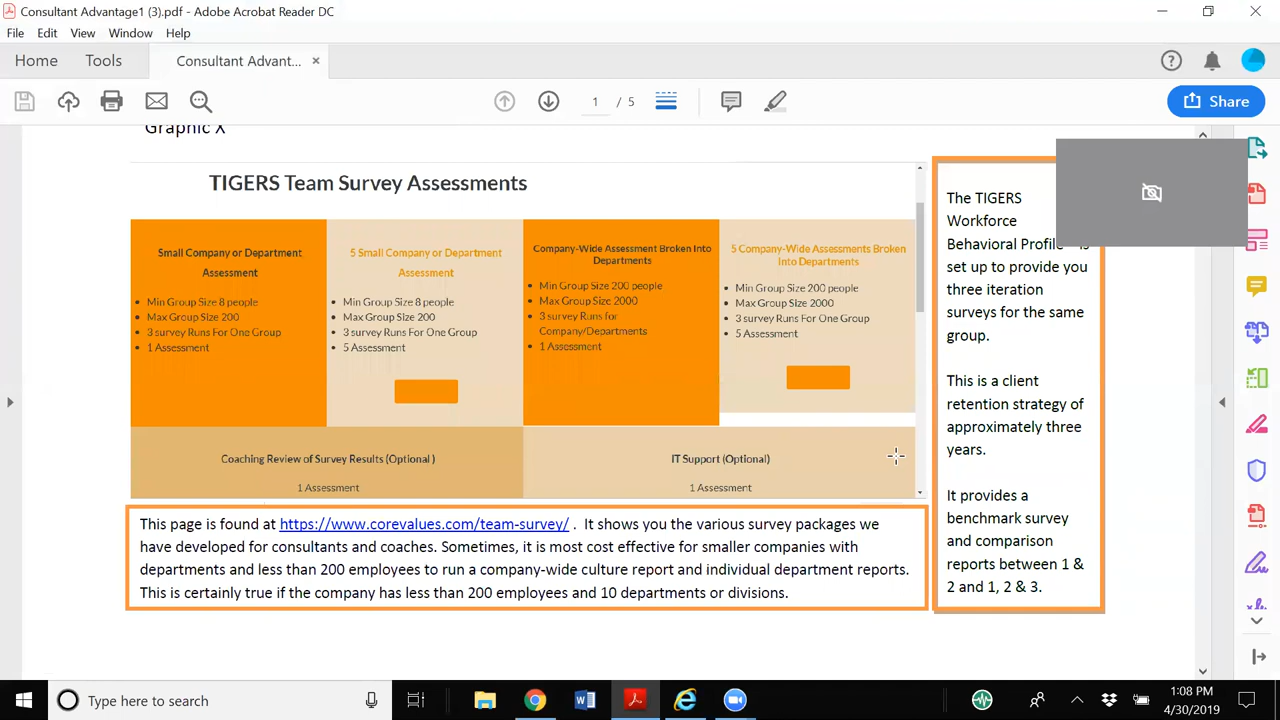 Consultant Advantage1 (3).pdf - Adobe Acrobat Reader DC
File Edit View Window Help
Home Tools Consultant Advant... ×
1 / 5
Share
Graphic X
TIGERS Team Survey Assessments
Small Company or Department
Assessment
• Min Group Size 8 people
• Max Group Size 200
• 3 survey Runs For One Group
• 1 Assessment
5 Small Company or Department
Assessment
• Min Group Size 8 people
• Max Group Size 200
• 3 survey Runs For One Group
• 5 Assessment
Company-Wide Assessment Broken Into
Departments
• Min Group Size 200 people
• Max Group Size 2000
• 3 survey Runs for
Company/Departments
• 1 Assessment
5 Company-Wide Assessments Broken
Into Departments
• Min Group Size 200 people
• Max Group Size 2000
• 3 survey Runs For One Group
• 5 Assessment
Coaching Review of Survey Results (Optional )
1 Assessment
IT Support (Optional)
1 Assessment
This page is found at https://www.corevalues.com/team-survey/ . It shows you the various survey packages we
have developed for consultants and coaches. Sometimes, it is most cost effective for smaller companies with
departments and less than 200 employees to run a company-wide culture report and individual department reports.
This is certainly true if the company has less than 200 employees and 10 departments or divisions.
The TIGERS
Workforce
Behavioral Profile is
set up to provide you
three iteration
surveys for the same
group.
This is a client
retention strategy of
approximately three
years.
It provides a
benchmark survey
and comparison
reports between 1 &
2 and 1, 2 & 3.
Type here to search
1:08 PM
4/30/2019